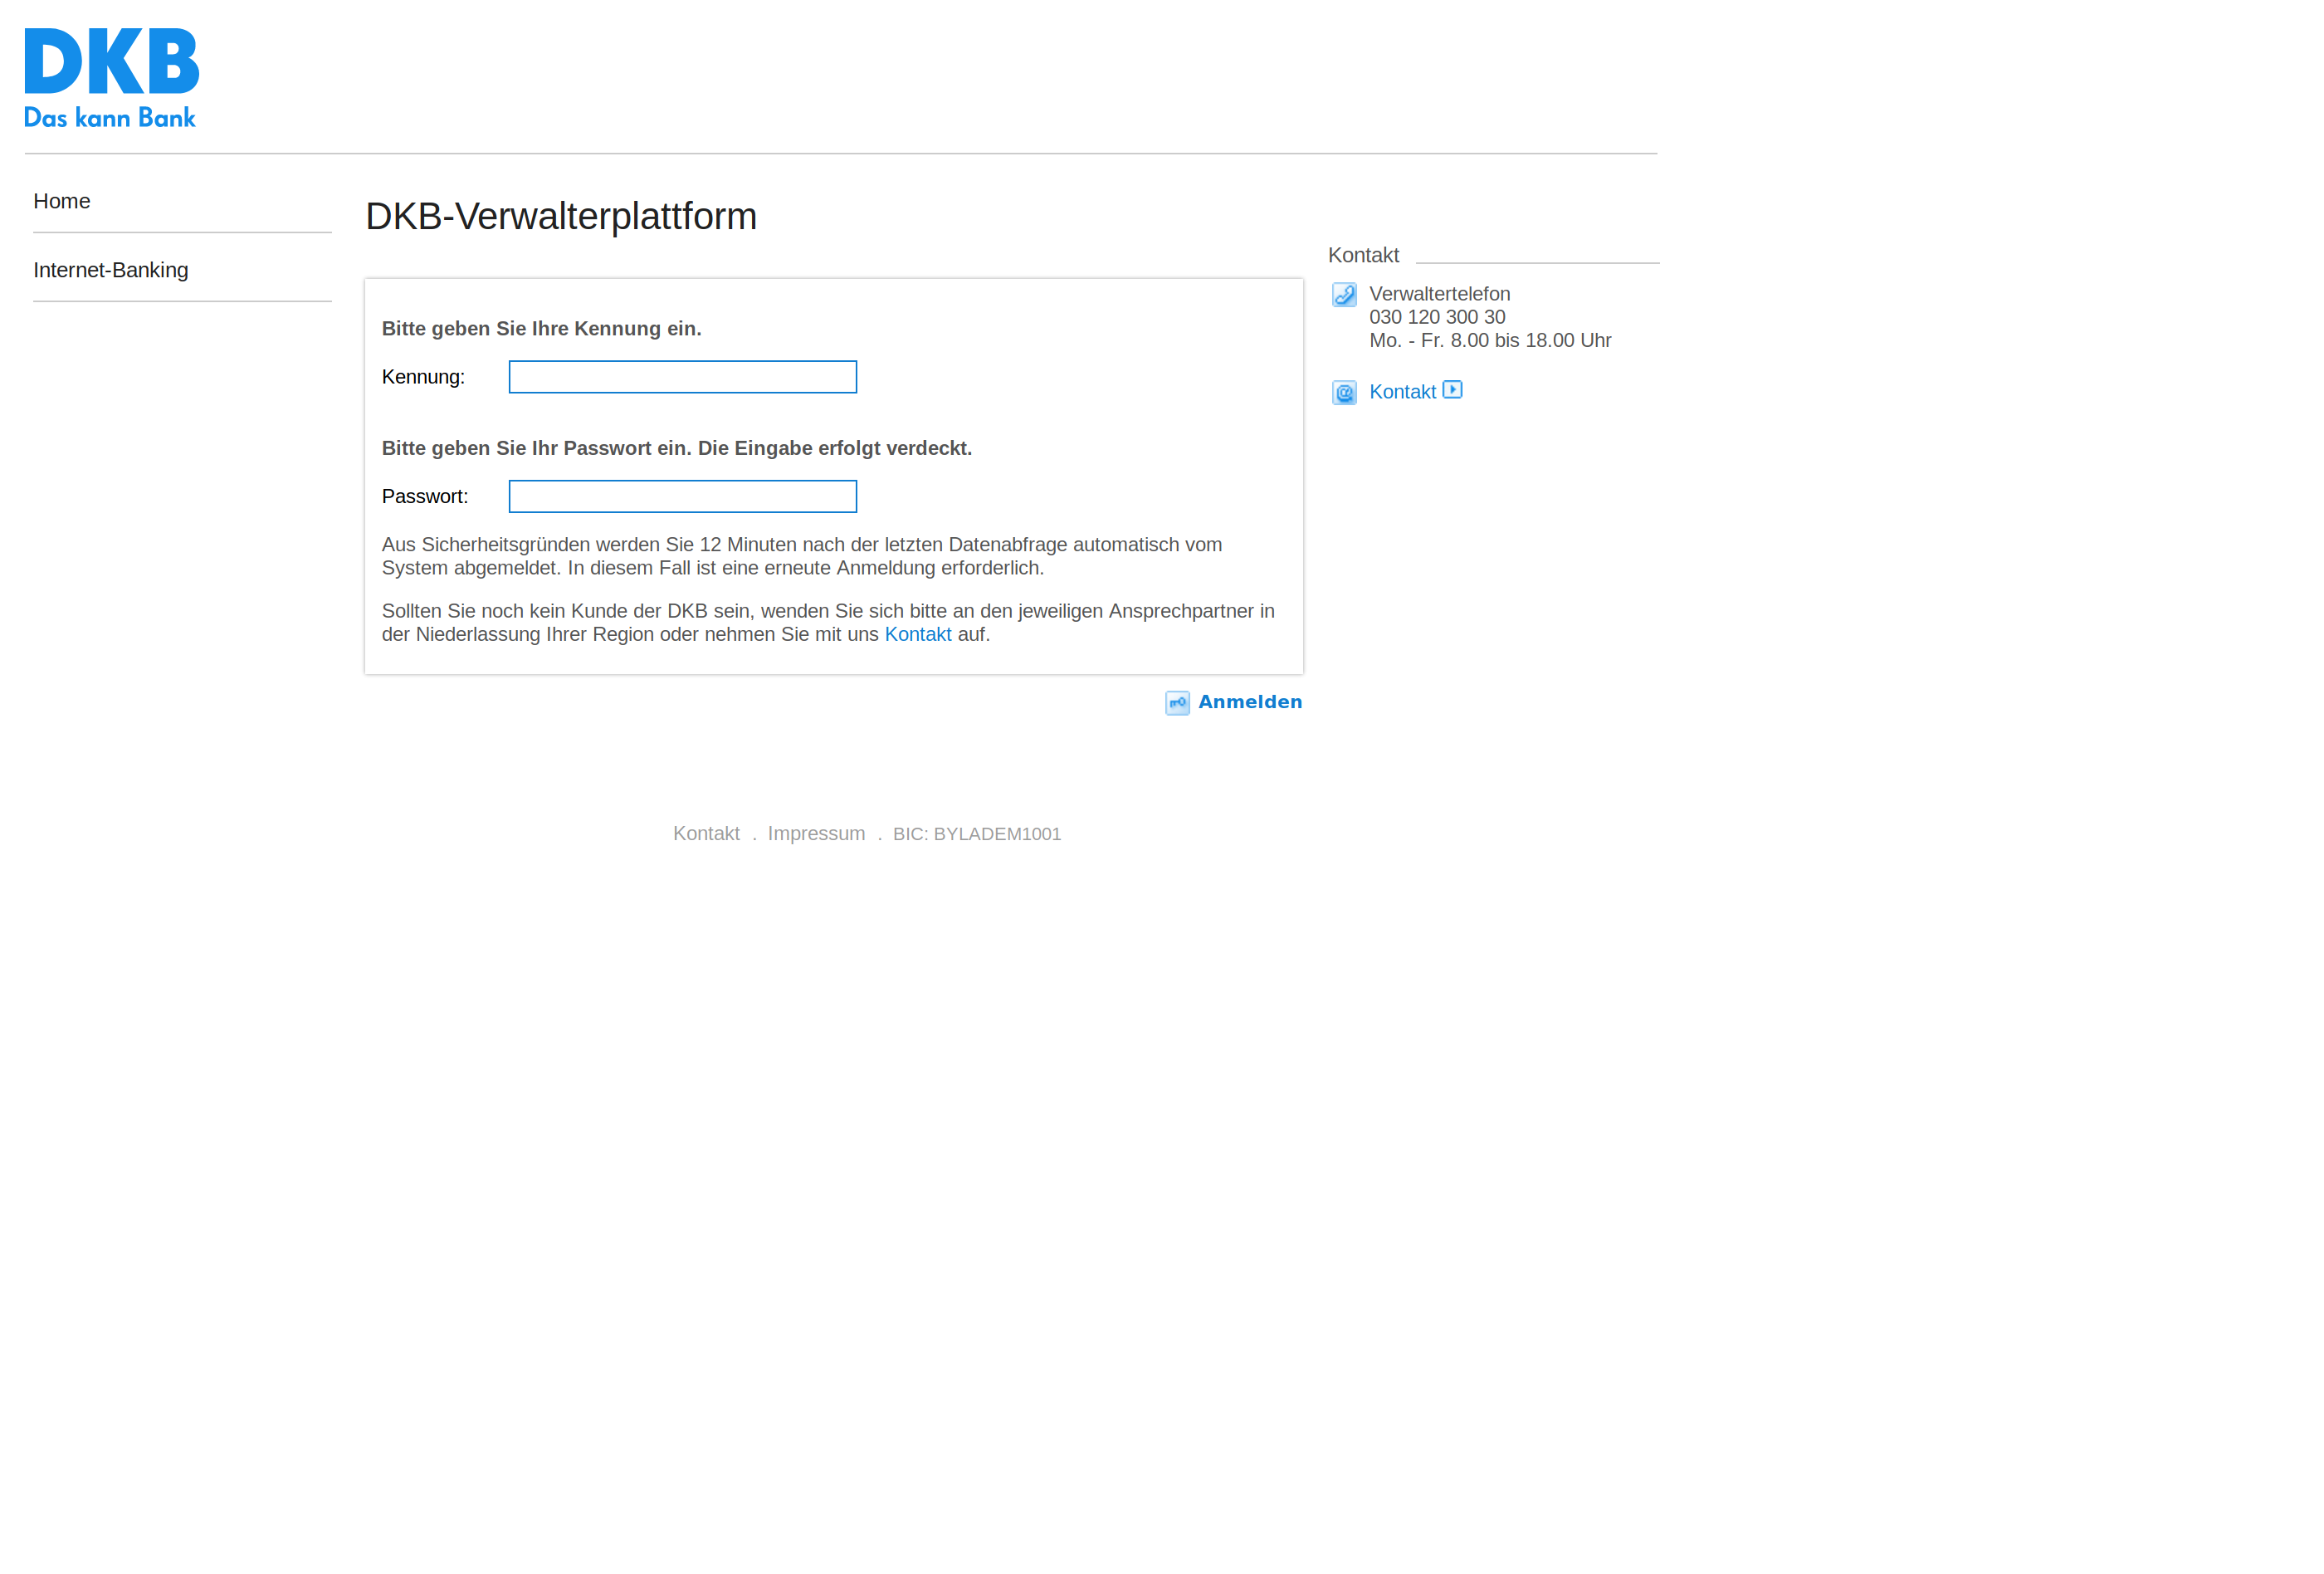 DKB
Das kann Bank
Home
Internet-Banking
DKB-Verwalterplattform
Bitte geben Sie Ihre Kennung ein.
Kennung:
Bitte geben Sie Ihr Passwort ein. Die Eingabe erfolgt verdeckt.
Passwort:
Aus Sicherheitsgründen werden Sie 12 Minuten nach der letzten Datenabfrage automatisch vom
System abgemeldet. In diesem Fall ist eine erneute Anmeldung erforderlich.
Sollten Sie noch kein Kunde der DKB sein, wenden Sie sich bitte an den jeweiligen Ansprechpartner in
der Niederlassung Ihrer Region oder nehmen Sie mit uns Kontakt auf.
Anmelden
Kontakt
Verwaltertelefon
030 120 300 30
Mo. - Fr. 8.00 bis 18.00 Uhr
Kontakt
Kontakt . Impressum . BIC: BYLADEM1001